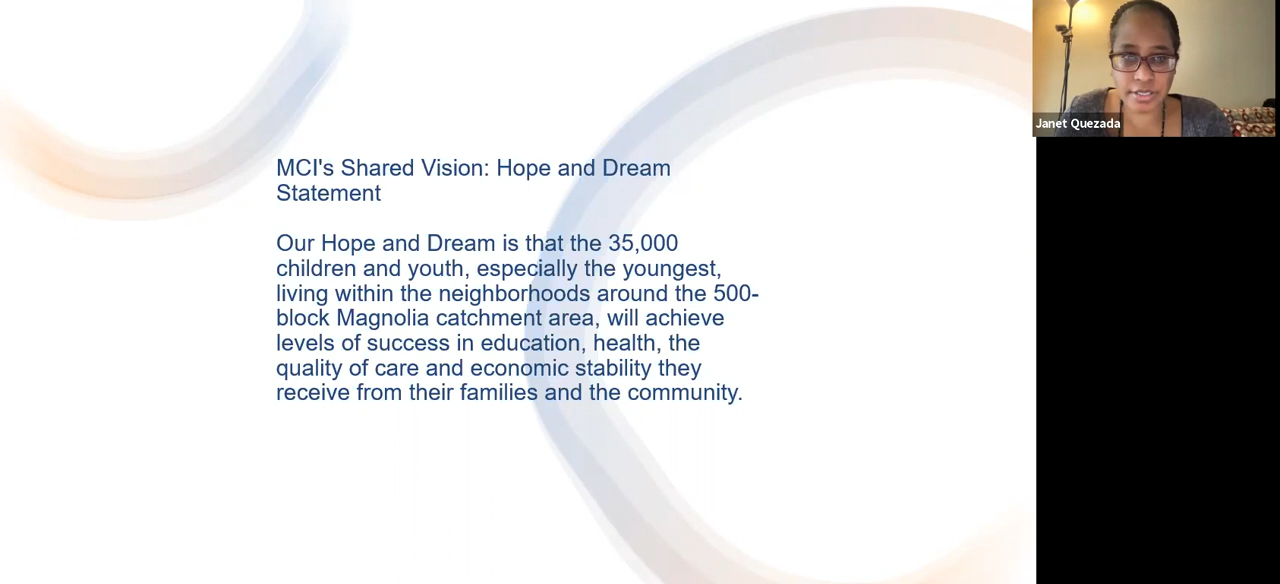 MCI's Shared Vision: Hope and Dream
Statement
Our Hope and Dream is that the 35,000
children and youth, especially the youngest,
living within the neighborhoods around the 500-
block Magnolia catchment area, will achieve
levels of success in education, health, the
quality of care and economic stability they
receive from their families and the community.
Janet Quezada